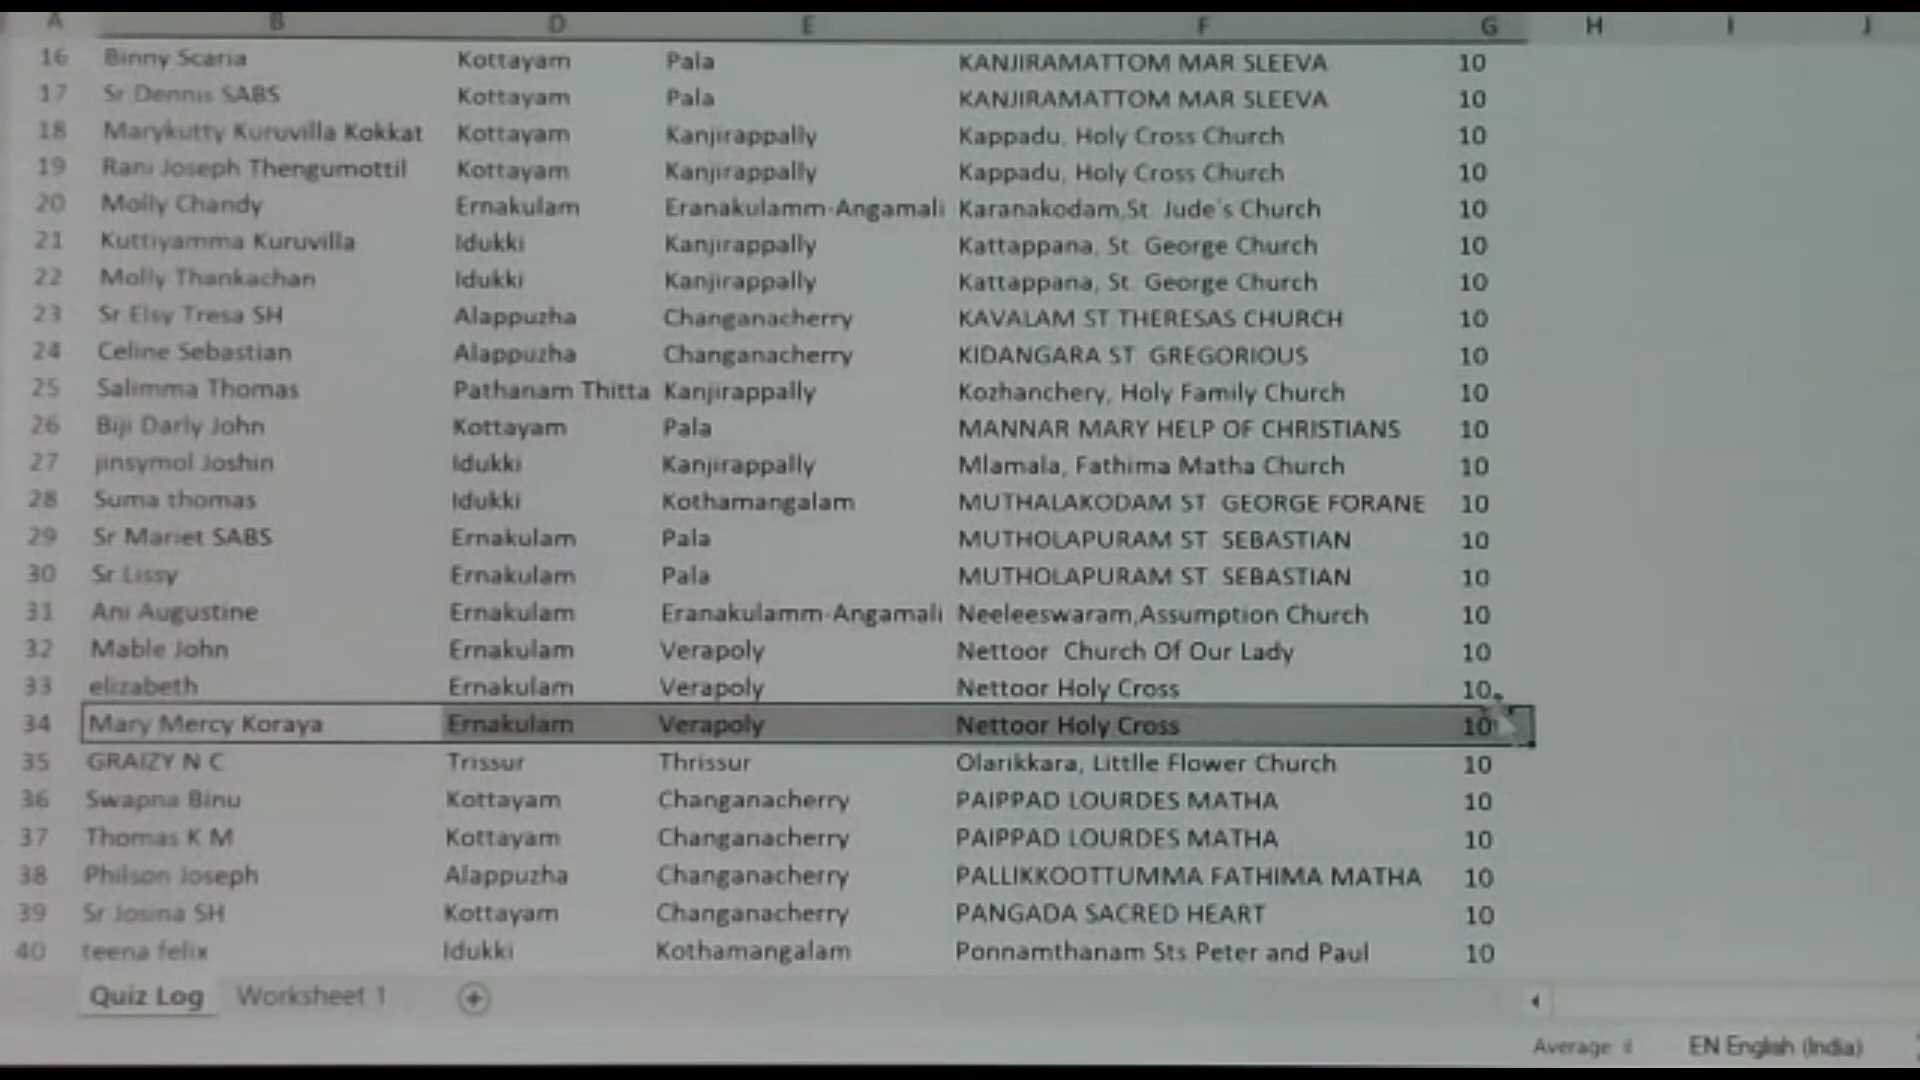 A B D E F G H I J
16 Binny Scaria Kottayam Pala KANJIRAMATTOM MAR SLEEVA 10
17 Sr Dennis SABS Kottayam Pala KANJIRAMATTOM MAR SLEEVA 10
18 Marykutty Kuruvilla Kokkat Kottayam Kanjirappally Kappadu, Holy Cross Church 10
19 Rani Joseph Thengumottil Kottayam Kanjirappally Kappadu, Holy Cross Church 10
20 Molly Chandy Ernakulam Eranakulamm-Angamali Karanakodam,St Jude's Church 10
21 Kuttiyamma Kuruvilla Idukki Kanjirappally Kattappana, St George Church 10
22 Molly Thankachan Idukki Kanjirappally Kattappana, St George Church 10
23 Sr Elsy Tresa SH Alappuzha Changanacherry KAVALAM ST THERESAS CHURCH 10
24 Celine Sebastian Alappuzha Changanacherry KIDANGARA ST GREGORIOUS 10
25 Salimma Thomas Pathanam Thitta Kanjirappally Kozhanchery, Holy Family Church 10
26 Biji Darly John Kottayam Pala MANNAR MARY HELP OF CHRISTIANS 10
27 jinsymol Joshin Idukki Kanjirappally Mlamala, Fathima Matha Church 10
28 Suma thomas Idukki Kothamangalam MUTHALAKODAM ST GEORGE FORANE 10
29 Sr Mariet SABS Ernakulam Pala MUTHOLAPURAM ST SEBASTIAN 10
30 Sr Lissy Ernakulam Pala MUTHOLAPURAM ST SEBASTIAN 10
31 Ani Augustine Ernakulam Eranakulamm-Angamali Neeleeswaram,Assumption Church 10
32 Mable John Ernakulam Verapoly Nettoor Church Of Our Lady 10
33 elizabeth Ernakulam Verapoly Nettoor Holy Cross 10
34 Mary Mercy Koraya Ernakulam Verapoly Nettoor Holy Cross 10
35 GRAIZY N C Trissur Thrissur Olarikkara, Littlle Flower Church 10
36 Swapna Binu Kottayam Changanacherry PAIPPAD LOURDES MATHA 10
37 Thomas K M Kottayam Changanacherry PAIPPAD LOURDES MATHA 10
38 Philson Joseph Alappuzha Changanacherry PALLIKKOOTTUMMA FATHIMA MATHA 10
39 Sr Josina SH Kottayam Changanacherry PANGADA SACRED HEART 10
40 teena felix Idukki Kothamangalam Ponnamthanam Sts Peter and Paul 10
Quiz Log Worksheet 1
Average EN English (India)